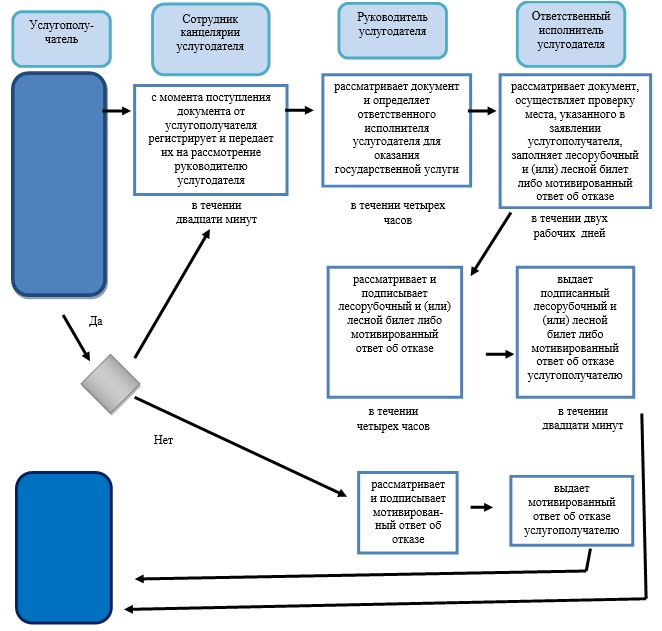 Услугополу-
чатель
Сотрудник
канцелярии
услугодателя
Руководитель
услугодателя
Ответственный
исполнитель
услугодателя
с момента поступления
документа от
услугополучателя
регистрирует и передает
их на рассмотрение
руководителю
услугодателя
рассматривает документ
и определяет
ответственного
исполнителя
услугодателя для
оказания
государственной услуги
рассматривает документ,
осуществляет проверку
места, указанного в
заявлении
услугополучателя,
заполняет лесорубочный
и (или) лесной билет
либо мотивированный
ответ об отказе
в течении
двадцати минут
в течении четырех
часов
в течении двух
рабочих дней
Да
рассматривает и
подписывает
лесорубочный и (или)
лесной билет либо
мотивированный
ответ об отказе
выдает
подписанный
лесорубочный и
(или) лесной
билет либо
мотивированный
ответ об отказе
услугополучателю
в течении
четырех часов
в течении
двадцати минут
Нет
рассматривает
и подписывает
мотивирован-
ный ответ об
отказе
выдает
мотивированный
ответ об отказе
услугополучателю